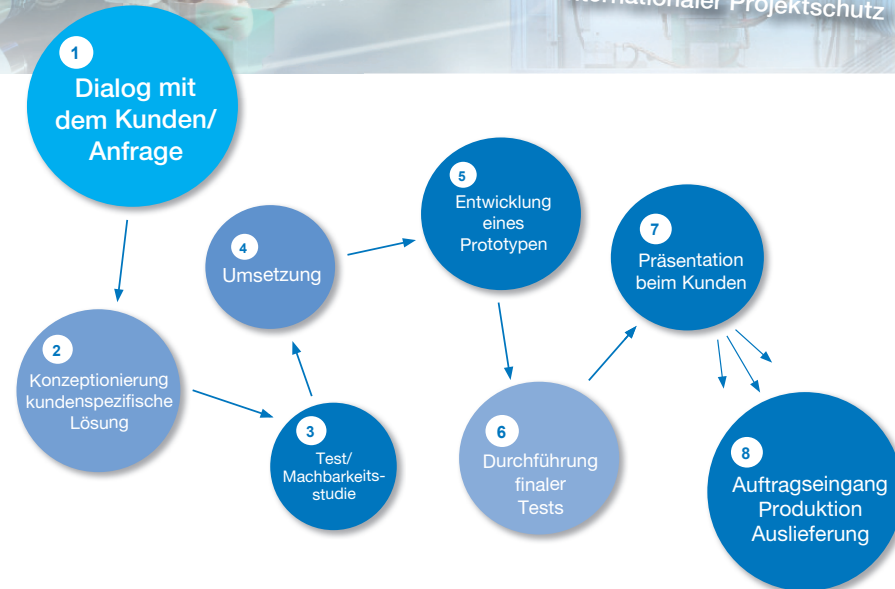 Internationaler Projektschutz
1
Dialog mit
dem Kunden/
Anfrage
2
Konzeptionierung
kundenspezifische
Lösung
3
Test/
Machbarkeits-
studie
4
Umsetzung
5
Entwicklung
eines
Prototypen
6
Durchführung
finaler
Tests
7
Präsentation
beim Kunden
8
Auftragseingang
Produktion
Auslieferung